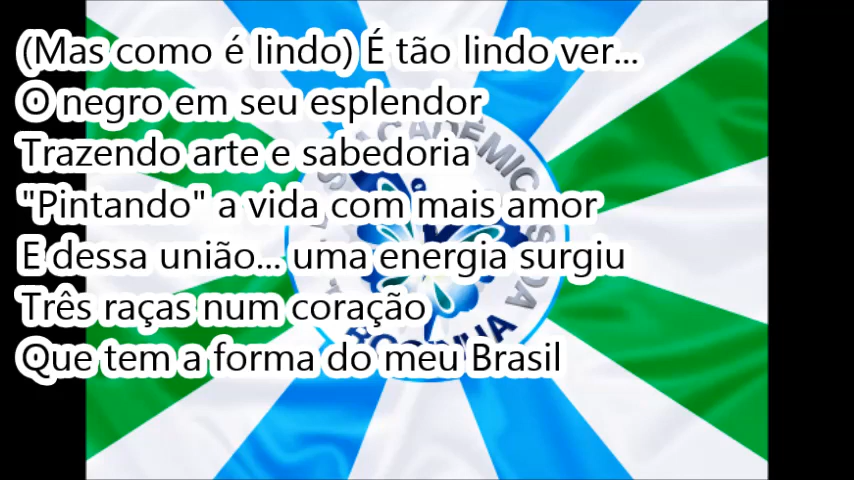 (Mas como é lindo) É tão lindo ver...
O negro em seu esplendor
Trazendo arte e sabedoria
"Pintando" a vida com mais amor
E dessa união... uma energia surgiu
Três raças num coração
Que tem a forma do meu Brasil